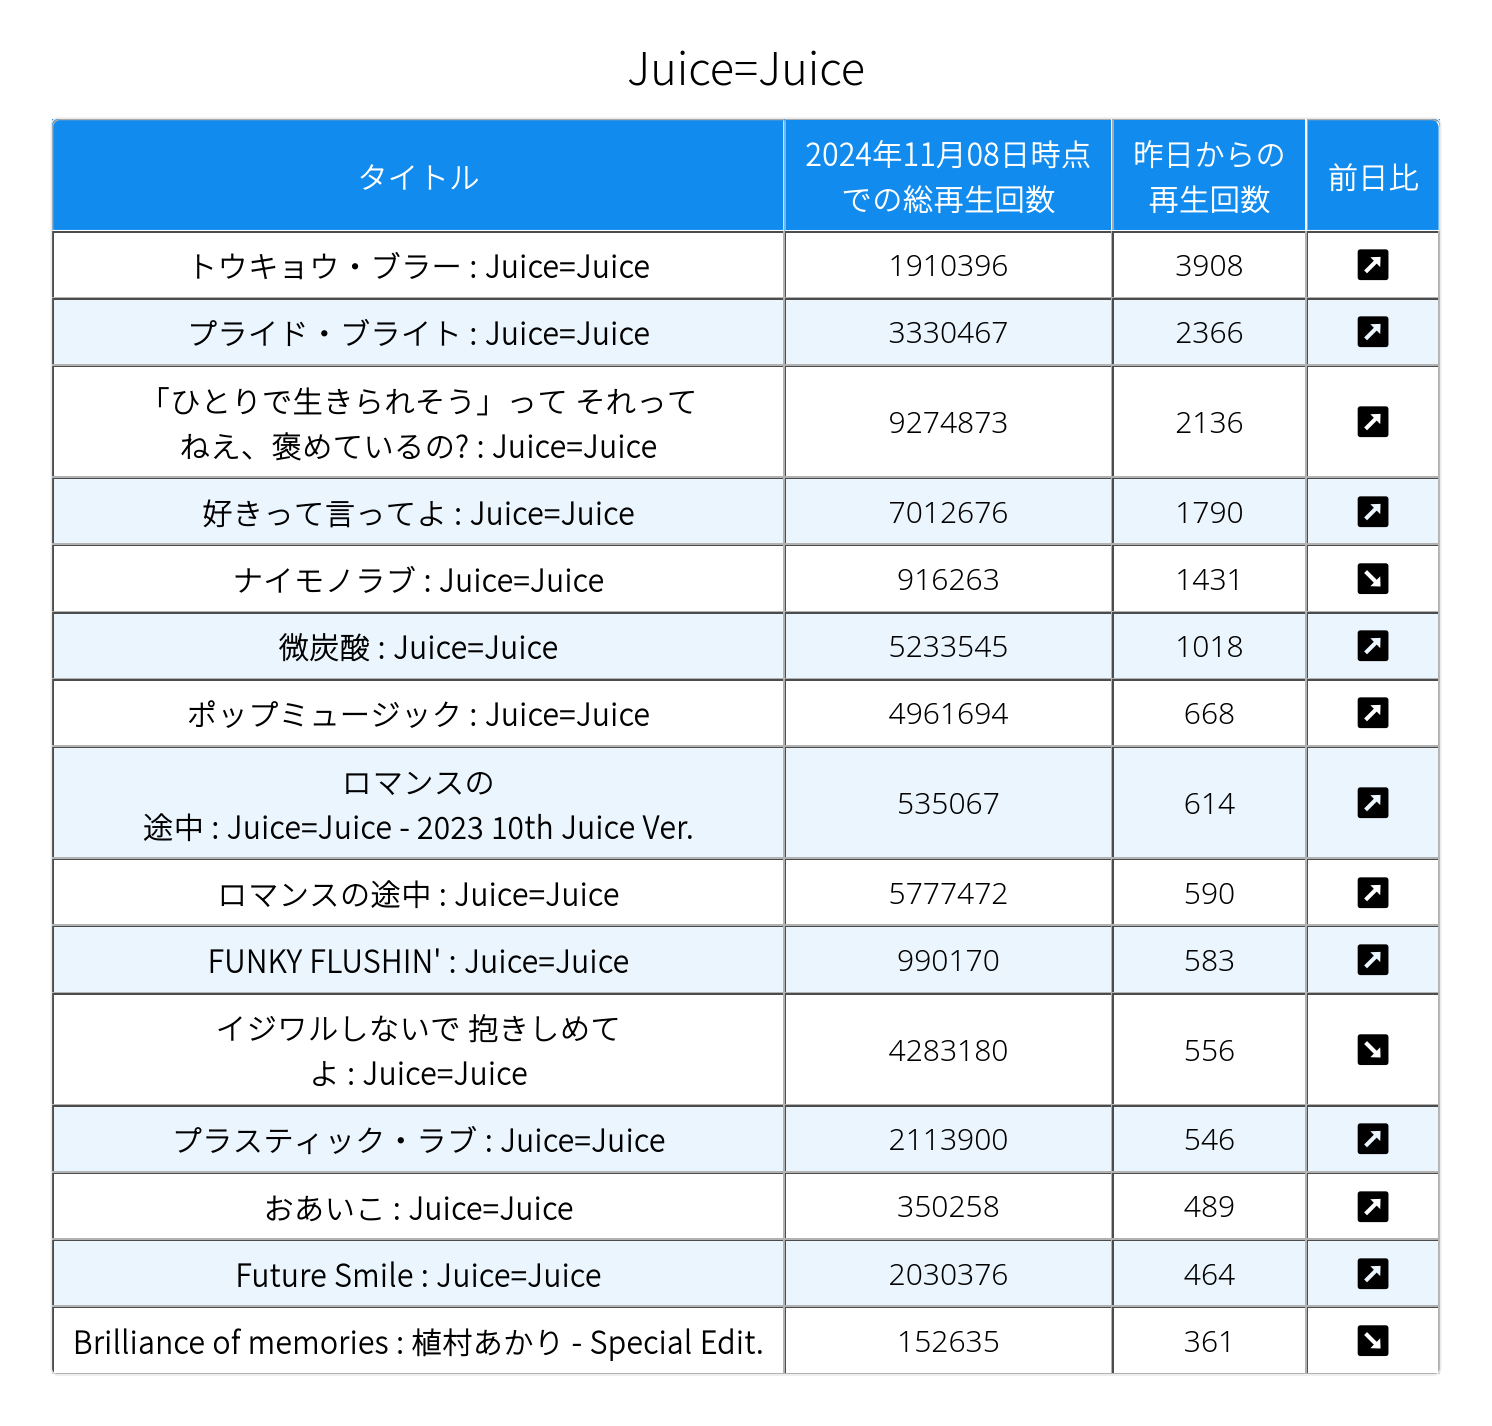 Juice=Juice
タイトル
2024年11月08日時点
での総再生回数
昨日からの
再生回数
前日比
トウキョウ・ブラー : Juice=Juice 1910396 3908
プライド・ブライト : Juice=Juice 3330467 2366
「ひとりで生きられそう」って それって
ねえ、褒めているの? : Juice=Juice 9274873 2136
好きって言ってよ : Juice=Juice 7012676 1790
ナイモノラブ : Juice=Juice 916263 1431
微炭酸 : Juice=Juice 5233545 1018
ポップミュージック : Juice=Juice 4961694 668
ロマンスの
途中 : Juice=Juice - 2023 10th Juice Ver. 535067 614
ロマンスの途中 : Juice=Juice 5777472 590
FUNKY FLUSHIN' : Juice=Juice 990170 583
イジワルしないで 抱きしめて
よ : Juice=Juice 4283180 556
プラスティック・ラブ : Juice=Juice 2113900 546
おあいこ : Juice=Juice 350258 489
Future Smile : Juice=Juice 2030376 464
Brilliance of memories : 植村あかり - Special Edit. 152635 361